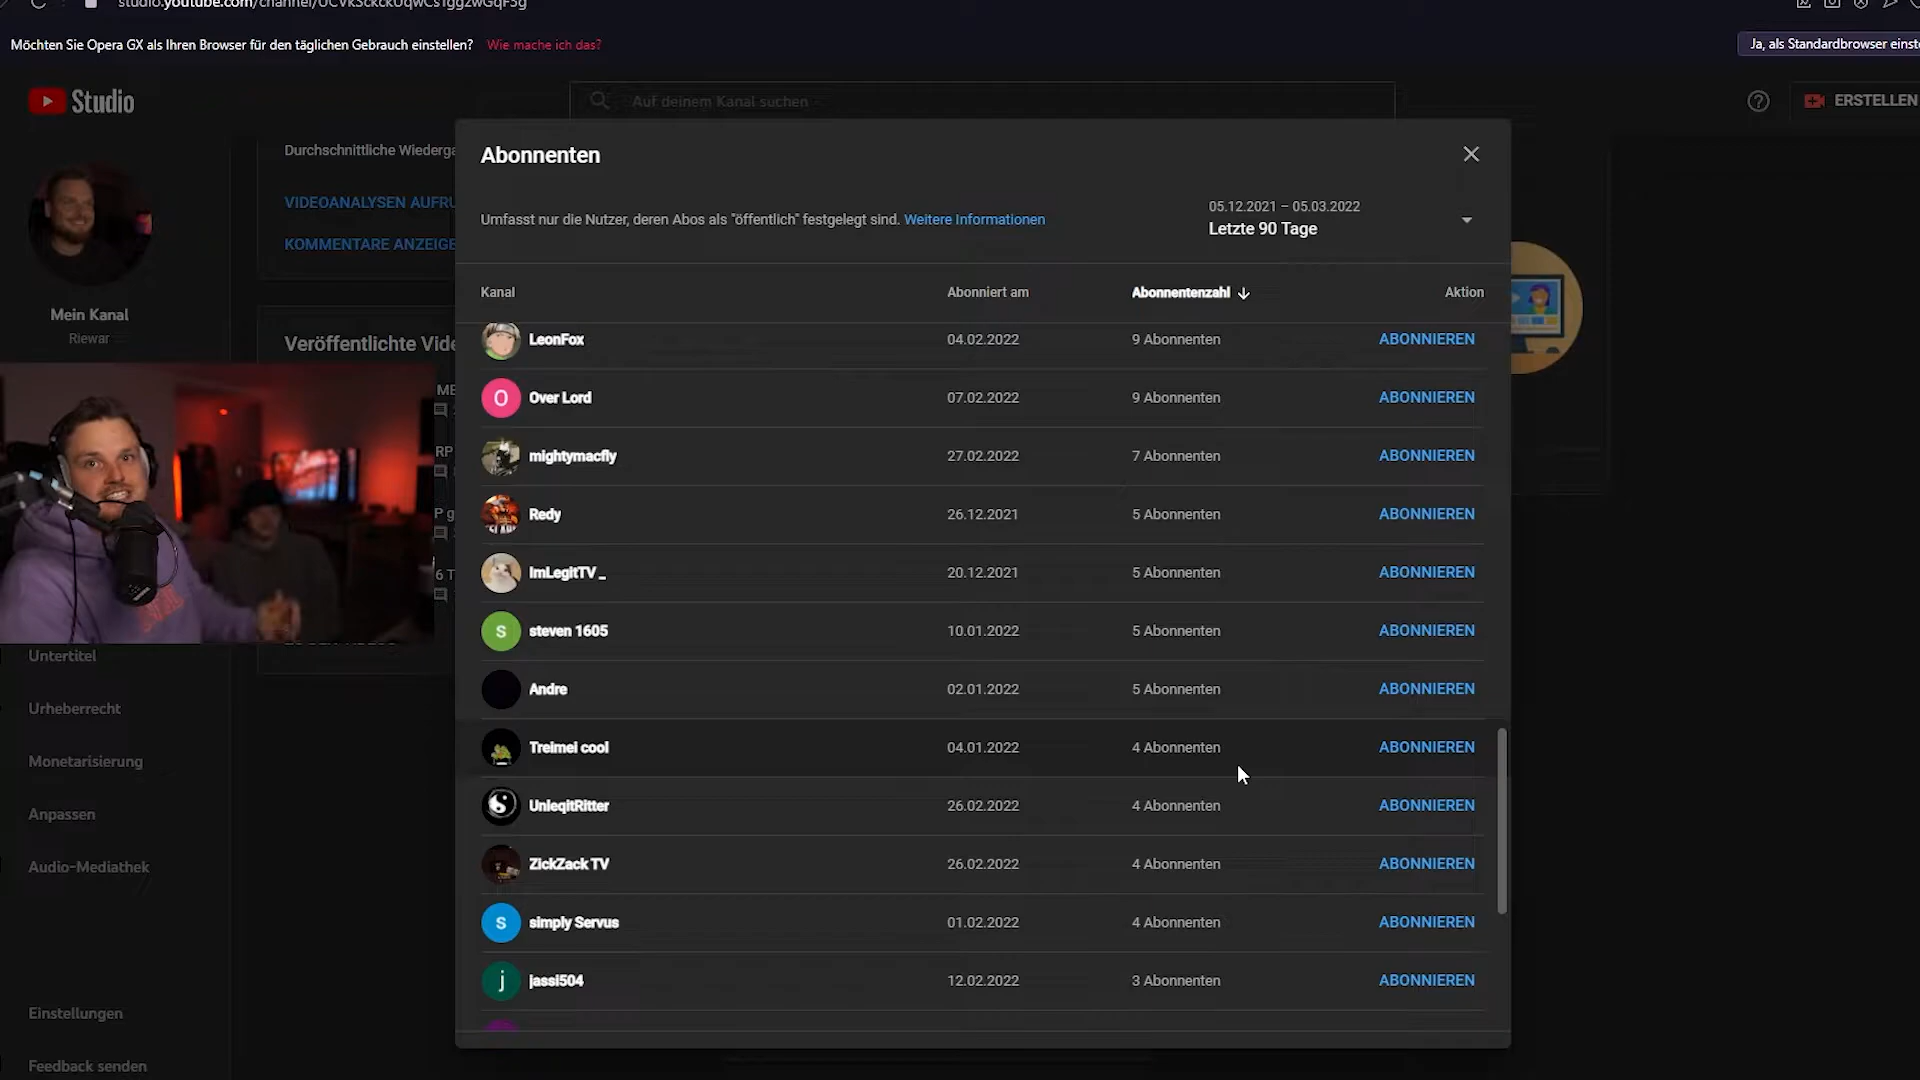 Möchten Sie Opera GX als Ihren Browser für den täglichen Gebrauch einstellen? Wie mache ich das?
Ja, als Standardbrowser einste
Studio
Auf deinem Kanal suchen
ERSTELLEN
Durchschnittliche Wiederga
VIDEOANALYSEN AUFRU
KOMMENTARE ANZEIGE
Mein Kanal
Riewar
Veröffentlichte Vide
Untertitel
Urheberrecht
Monetarisierung
Anpassen
Audio-Mediathek
Einstellungen
Feedback senden
Abonnenten
Umfasst nur die Nutzer, deren Abos als "öffentlich" festgelegt sind. Weitere Informationen
05.12.2021 – 05.03.2022
Letzte 90 Tage
Kanal Abonniert am Abonnentenzahl Aktion
LeonFox 04.02.2022 9 Abonnenten ABONNIEREN
O Over Lord 07.02.2022 9 Abonnenten ABONNIEREN
mightymacfly 27.02.2022 7 Abonnenten ABONNIEREN
Redy 26.12.2021 5 Abonnenten ABONNIEREN
ImLegitTV _ 20.12.2021 5 Abonnenten ABONNIEREN
S steven 1605 10.01.2022 5 Abonnenten ABONNIEREN
Andre 02.01.2022 5 Abonnenten ABONNIEREN
Treimei cool 04.01.2022 4 Abonnenten ABONNIEREN
UnleqitRitter 26.02.2022 4 Abonnenten ABONNIEREN
ZickZack TV 26.02.2022 4 Abonnenten ABONNIEREN
s simply Servus 01.02.2022 4 Abonnenten ABONNIEREN
j jassi504 12.02.2022 3 Abonnenten ABONNIEREN